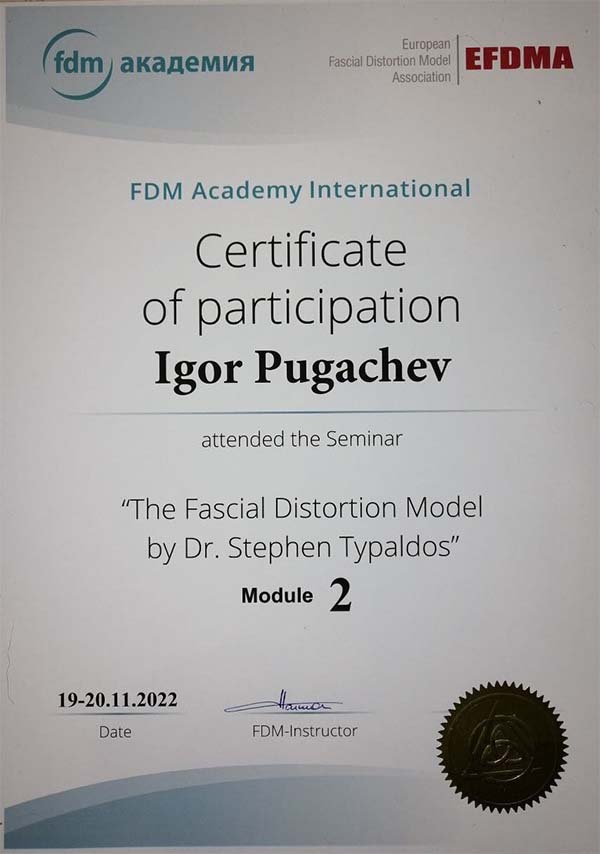 fdm академия
European
Fascial Distortion Model
Association
EFDMA
FDM Academy International
Certificate
of participation
Igor Pugachev
attended the Seminar
“The Fascial Distortion Model
by Dr. Stephen Typaldos”
Module 2
19-20.11.2022
Date
FDM-Instructor